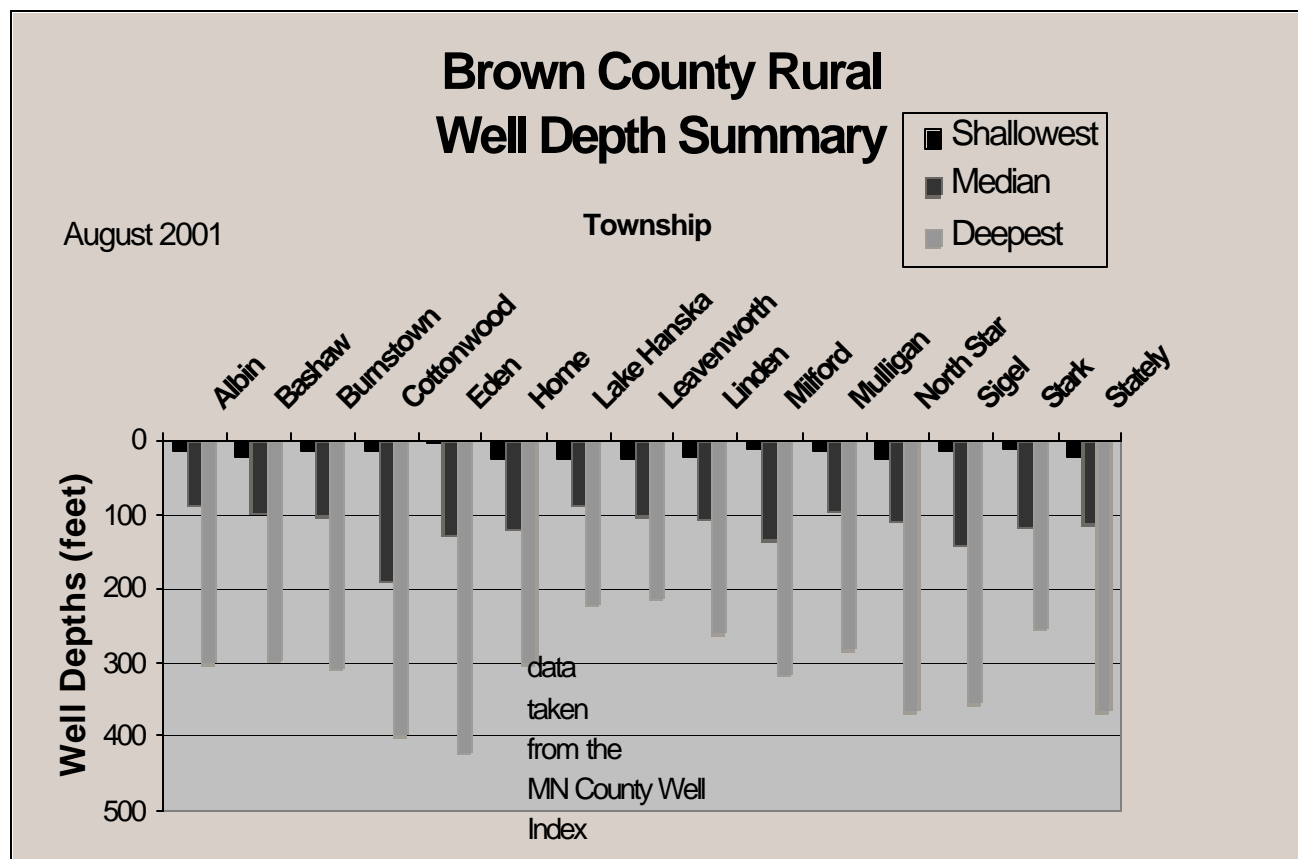 Brown County Rural
Well Depth Summary
Shallowest
Median
Deepest
August 2001
Township
Albin
Bashaw
Burnstown
Cottonwood
Eden
Home
Lake Hanska
Leavenworth
Linden
Milford
Mulligan
North Star
Sigel
Stark
Stately
Well Depths (feet)
0
100
200
300
400
500
data
taken
from the
MN County Well
Index